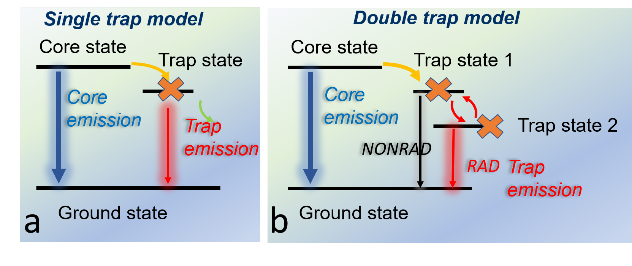 Single trap model
Core state
Trap state
Core
emission
Trap
emission
Ground state
a
Double trap model
Core state
Trap state 1
Core
emission
Trap state 2
NONRAD
RAD Trap
emission
Ground state
b